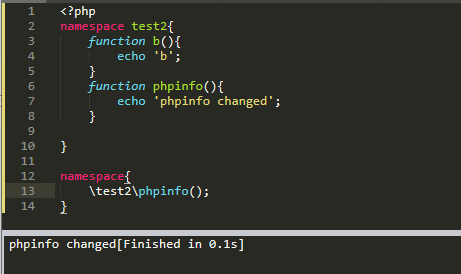 1 <?php
2 namespace test2{
3     function b(){
4         echo 'b';
5     }
6     function phpinfo(){
7         echo 'phpinfo changed';
8     }
9
10 }
11
12 namespace{
13     \test2\phpinfo();
14 }
phpinfo changed[Finished in 0.1s]